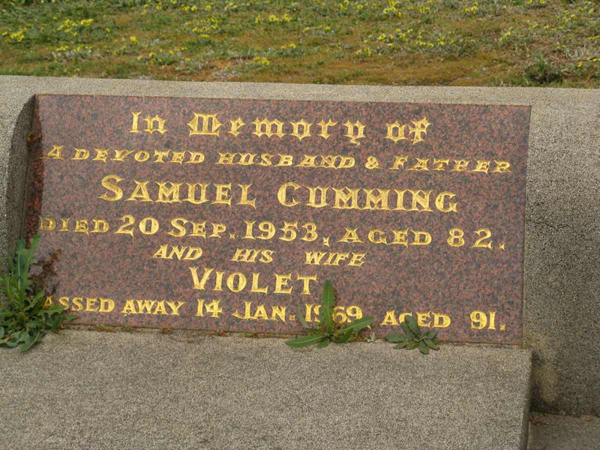 In Memory of
A DEVOTED HUSBAND & FATHER
SAMUEL CUMMING
DIED 20 SEP. 1953, AGED 82.
AND HIS WIFE
VIOLET
ASSED AWAY 14 JAN. 1969 AGED 91.